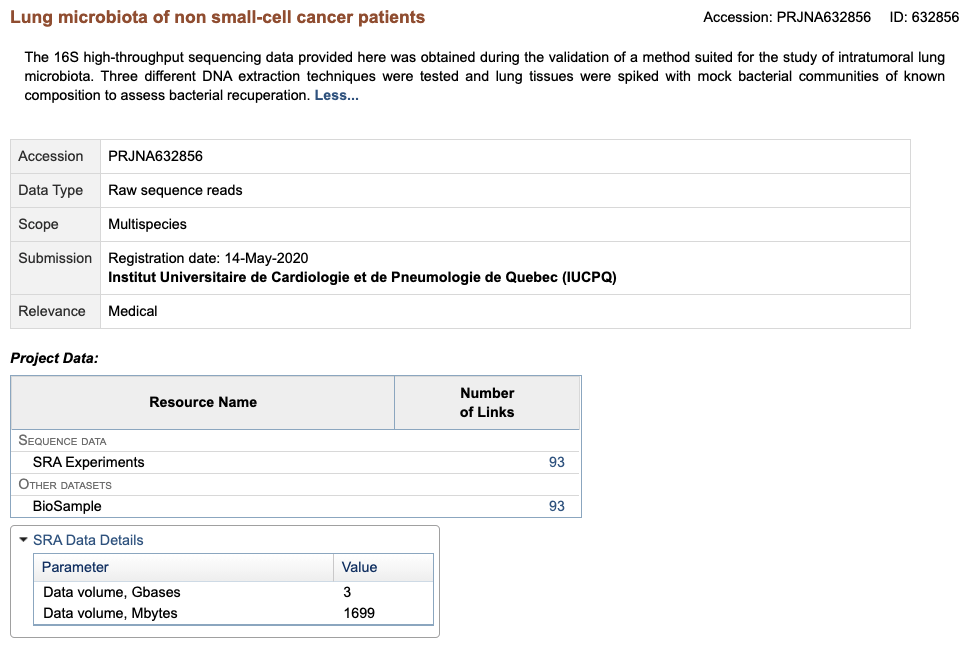 Lung microbiota of non small-cell cancer patients
Accession: PRJNA632856 ID: 632856
The 16S high-throughput sequencing data provided here was obtained during the validation of a method suited for the study of intratumoral lung
microbiota. Three different DNA extraction techniques were tested and lung tissues were spiked with mock bacterial communities of known
composition to assess bacterial recuperation. Less...
Accession PRJNA632856
Data Type Raw sequence reads
Scope Multispecies
Submission Registration date: 14-May-2020
Institut Universitaire de Cardiologie et de Pneumologie de Quebec (IUCPQ)
Relevance Medical
Project Data:
Resource Name Number
of Links
SEQUENCE DATA
SRA Experiments 93
OTHER DATASETS
BioSample 93
SRA Data Details
Parameter Value
Data volume, Gbases 3
Data volume, Mbytes 1699